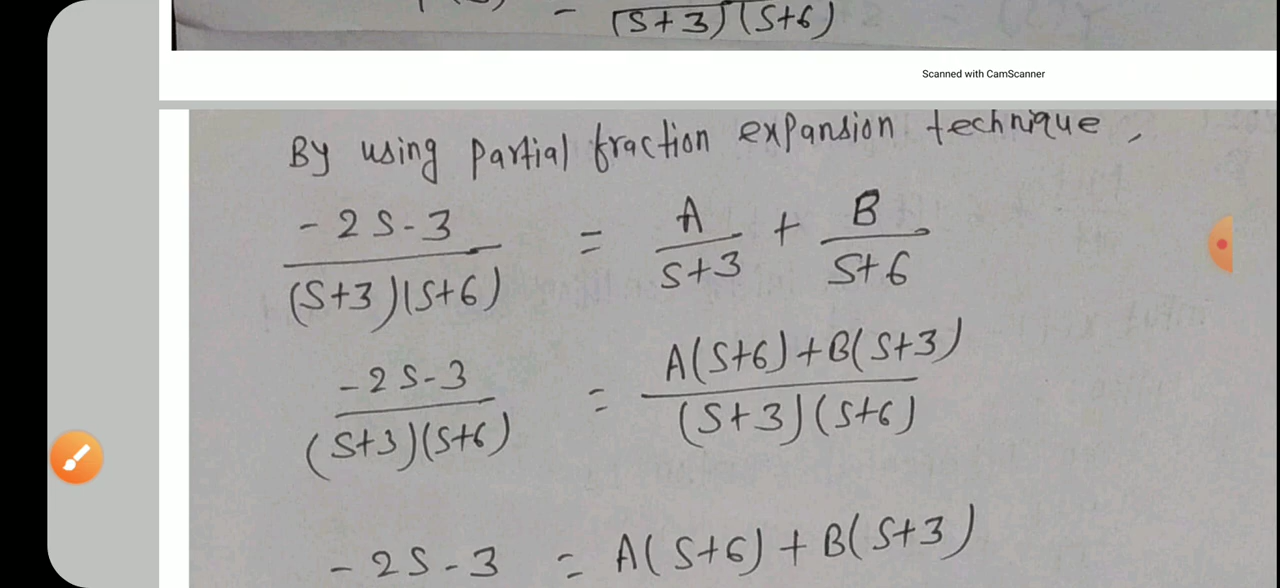 (S+3)(S+6)
Scanned with CamScanner
By using partial fraction expansion technique,
-2S-3 / (S+3)(S+6) = A / S+3 + B / S+6
-2S-3 / (S+3)(S+6) = A(S+6)+B(S+3) / (S+3)(S+6)
-2S-3 = A(S+6)+B(S+3)